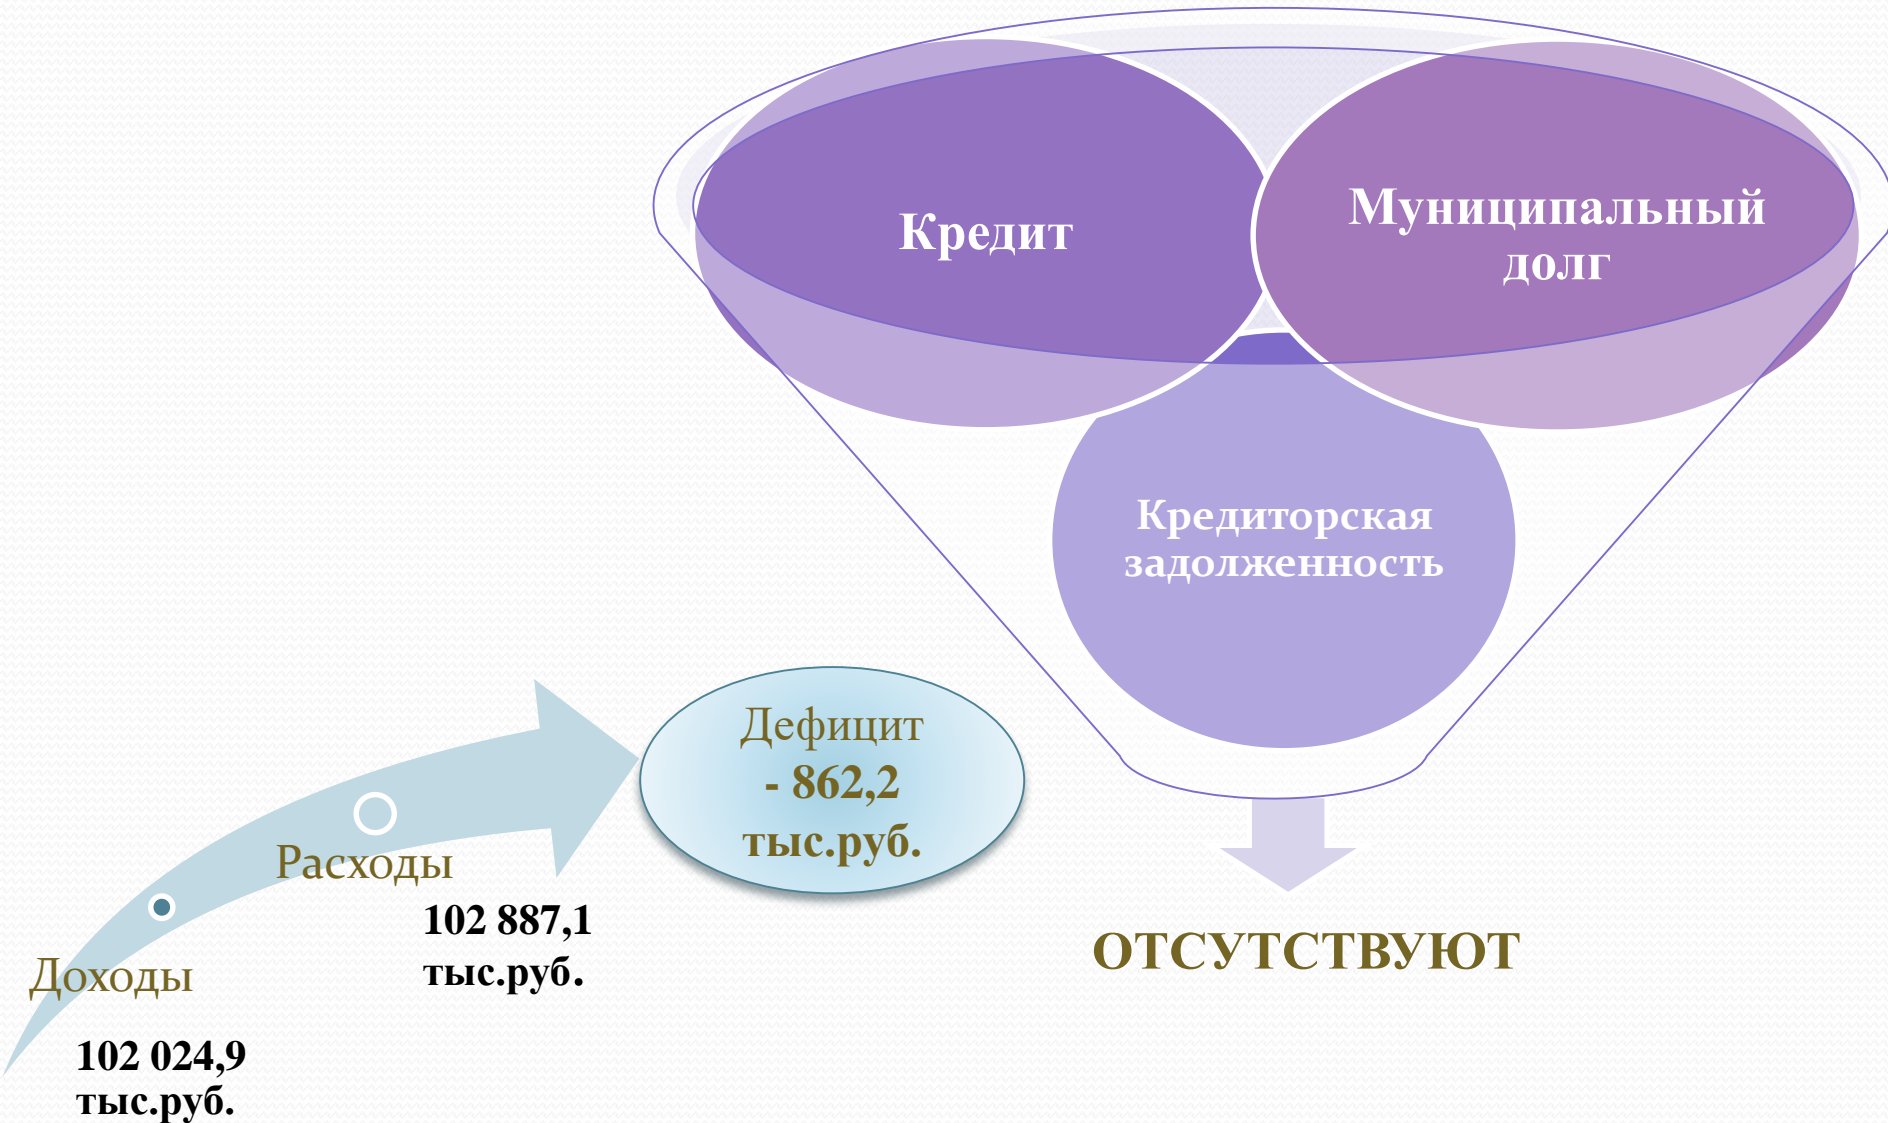 Кредит
Муниципальный
долг
Кредиторская
задолженность
ОТСУТСТВУЮТ
Дефицит
- 862,2
тыс.руб.
Расходы
102 887,1
тыс.руб.
Доходы
102 024,9
тыс.руб.